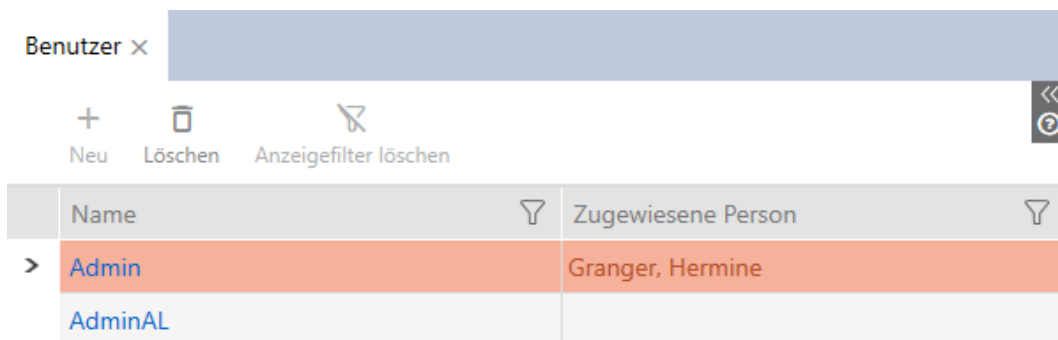 Benutzer
Neu Löschen Anzeigefilter löschen
Name Zugewiesene Person
Admin Granger, Hermine
AdminAL